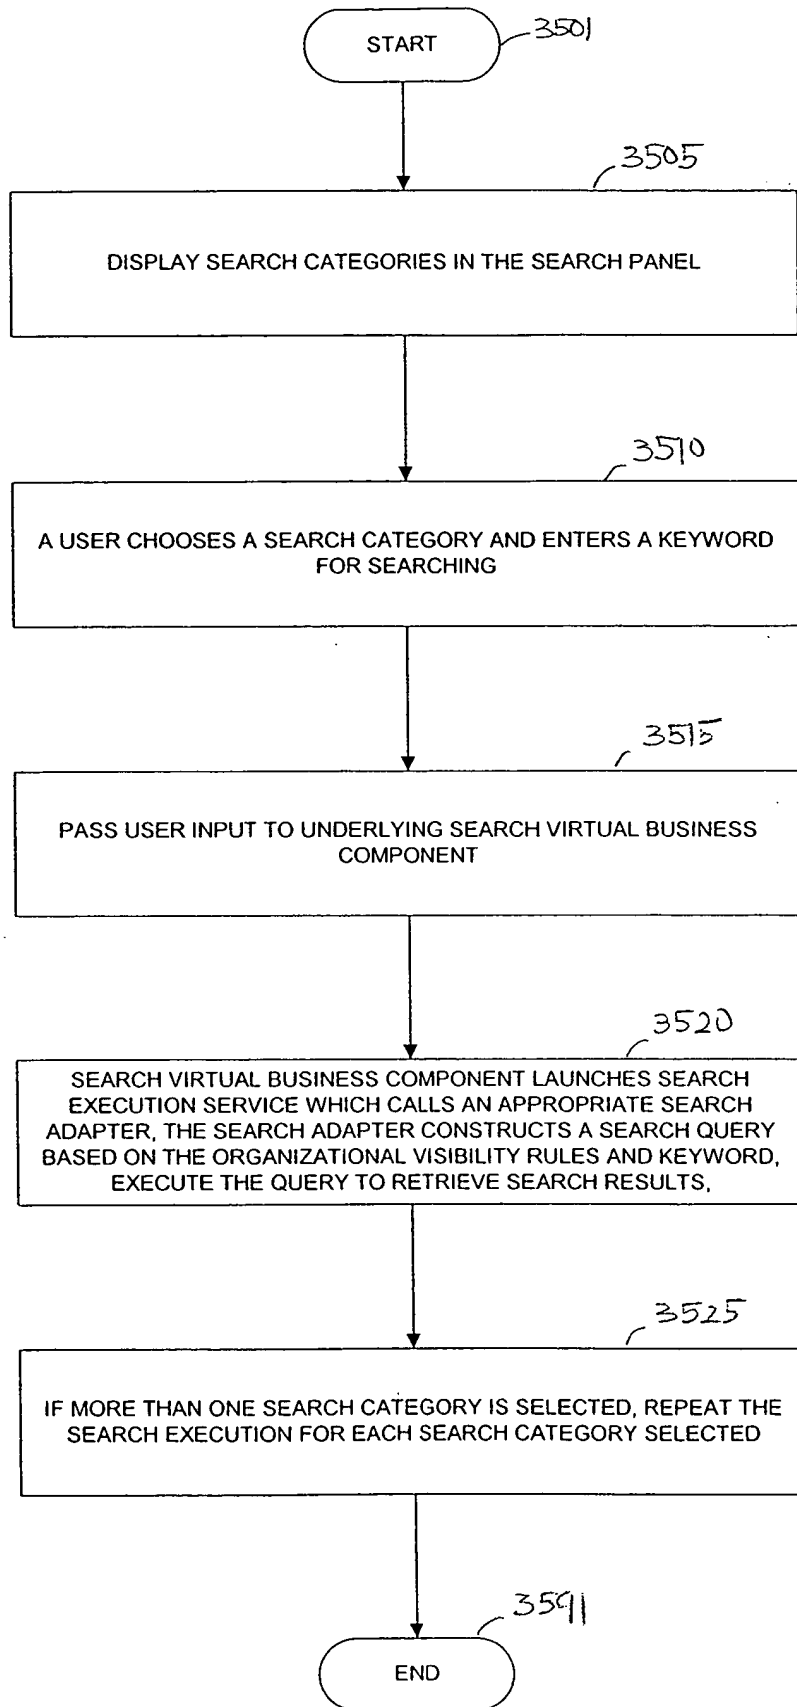 START
3501
3505
DISPLAY SEARCH CATEGORIES IN THE SEARCH PANEL
3510
A USER CHOOSES A SEARCH CATEGORY AND ENTERS A KEYWORD
FOR SEARCHING
3515
PASS USER INPUT TO UNDERLYING SEARCH VIRTUAL BUSINESS
COMPONENT
3520
SEARCH VIRTUAL BUSINESS COMPONENT LAUNCHES SEARCH
EXECUTION SERVICE WHICH CALLS AN APPROPRIATE SEARCH
ADAPTER, THE SEARCH ADAPTER CONSTRUCTS A SEARCH QUERY
BASED ON THE ORGANIZATIONAL VISIBILITY RULES AND KEYWORD,
EXECUTE THE QUERY TO RETRIEVE SEARCH RESULTS,
3525
IF MORE THAN ONE SEARCH CATEGORY IS SELECTED, REPEAT THE
SEARCH EXECUTION FOR EACH SEARCH CATEGORY SELECTED
3591
END